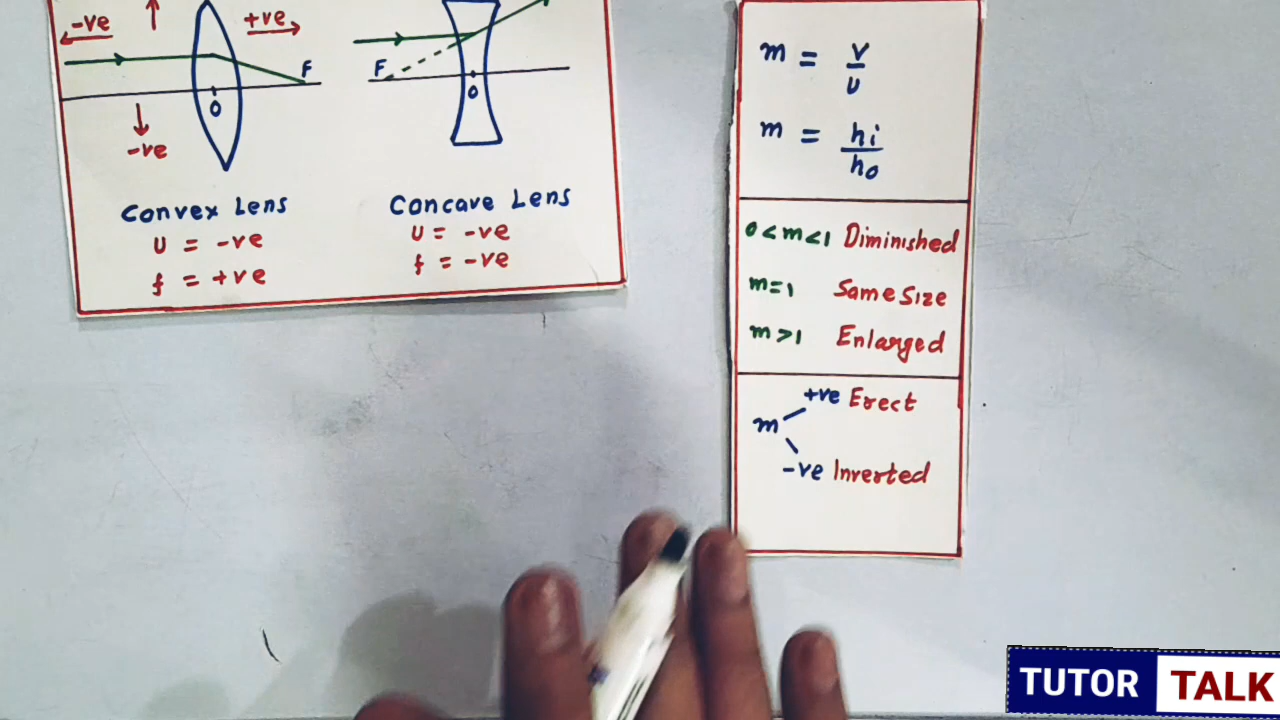 -ve +ve
F
O
-ve
Convex Lens
U = -ve
f = +ve
F
O
Concave Lens
U = -ve
f = -ve
m = v/u
m = hi/ho
0<m<1 Diminished
m=1 Same Size
m>1 Enlarged
+ve Erect
m
-ve Inverted
TUTOR TALK